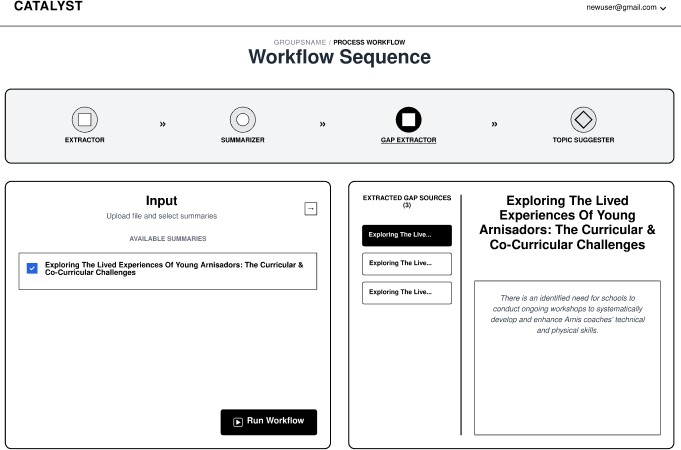 CATALYST
newuser@gmail.com
GROUPSNAME / PROCESS WORKFLOW
Workflow Sequence
EXTRACTOR
»
SUMMARIZER
»
GAP EXTRACTOR
»
TOPIC SUGGESTER
Input
Upload file and select summaries
→
AVAILABLE SUMMARIES
Exploring The Lived Experiences Of Young Arnisadors: The Curricular &
Co-Curricular Challenges
Run Workflow
EXTRACTED GAP SOURCES
(3)
Exploring The Live...
Exploring The Live...
Exploring The Live...
Exploring The Lived
Experiences Of Young
Arnisadors: The Curricular &
Co-Curricular Challenges
There is an identified need for schools to
conduct ongoing workshops to systematically
develop and enhance Arnis coaches' technical
and physical skills.